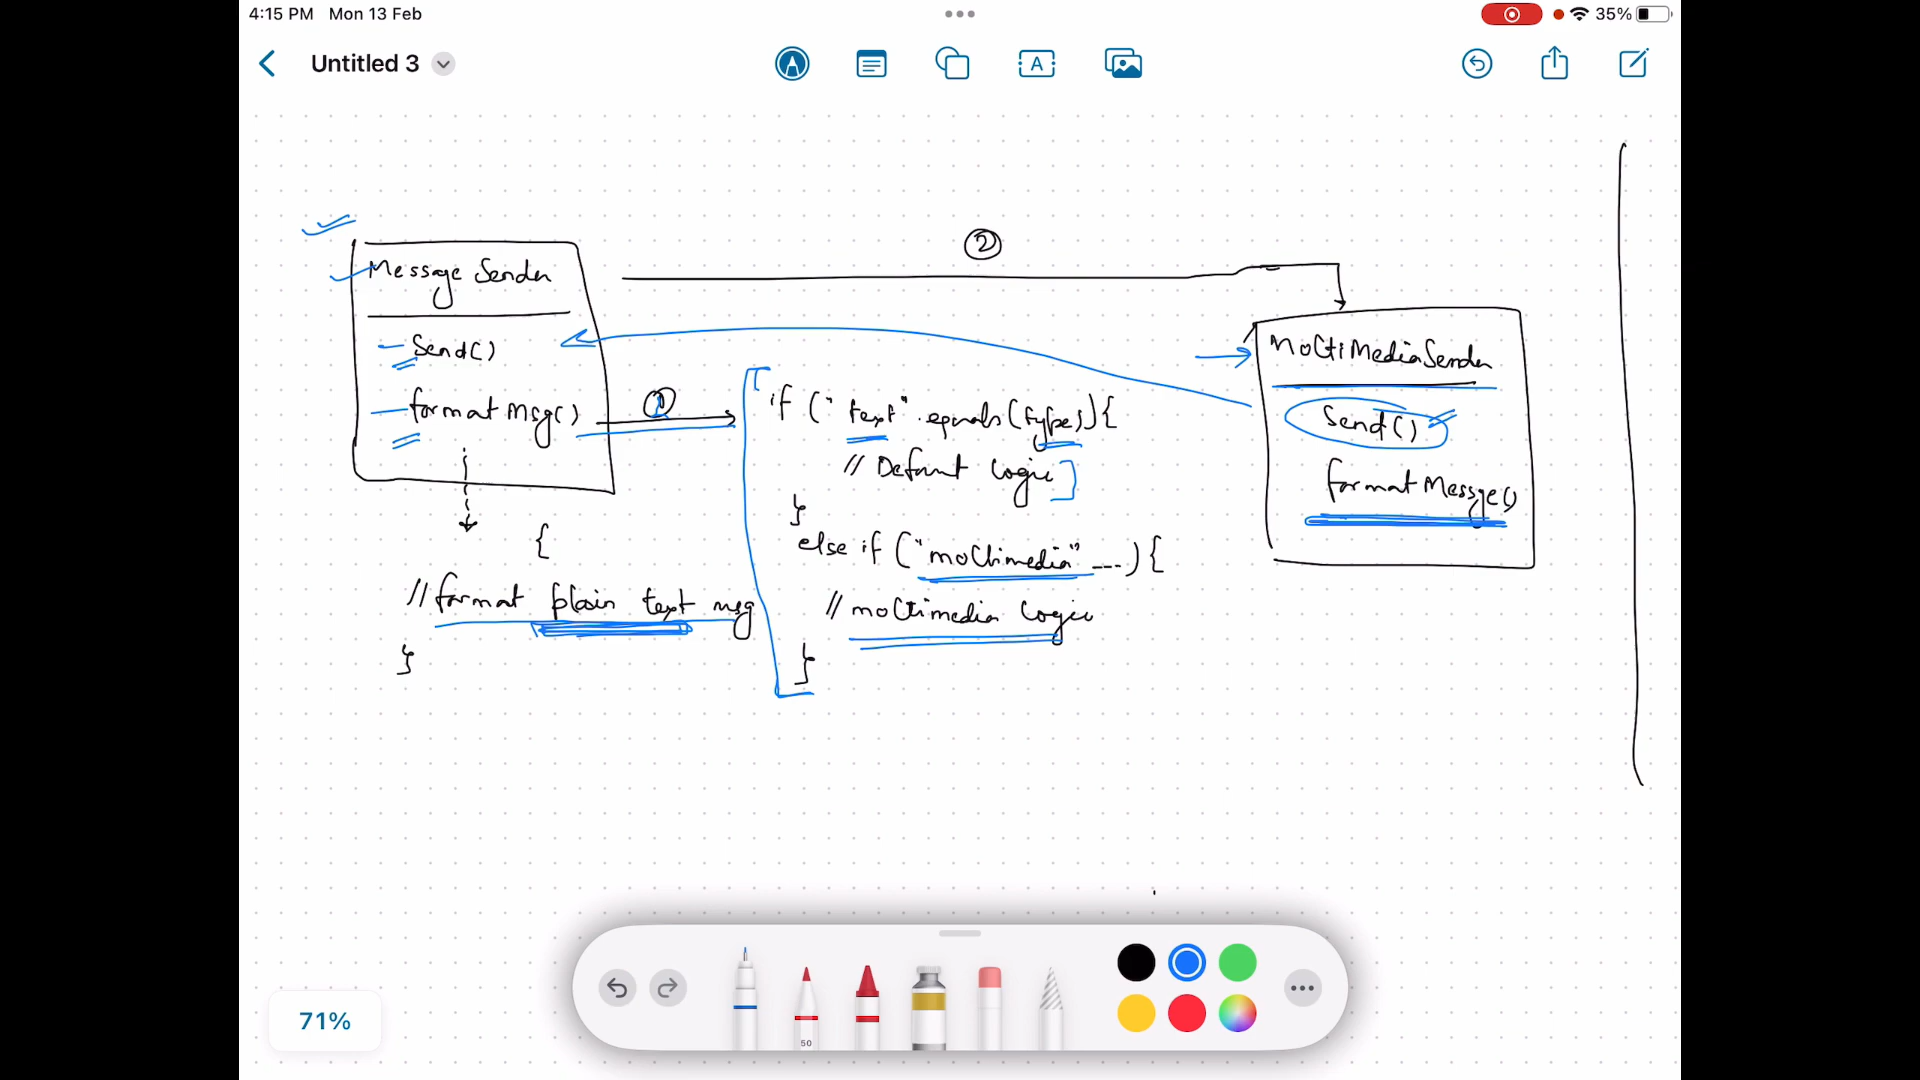 4:15 PM Mon 13 Feb
35%
Untitled 3
A
2
Message Sender
Send()
formatMsg()
1
{
//format plain text msg
}
if ("text".equals(type)){
// Default Logic
}
else if ("multimedia" ---){
// multimedia Logic
}
MultiMediaSender
Send()
formatMessge()
71%
50